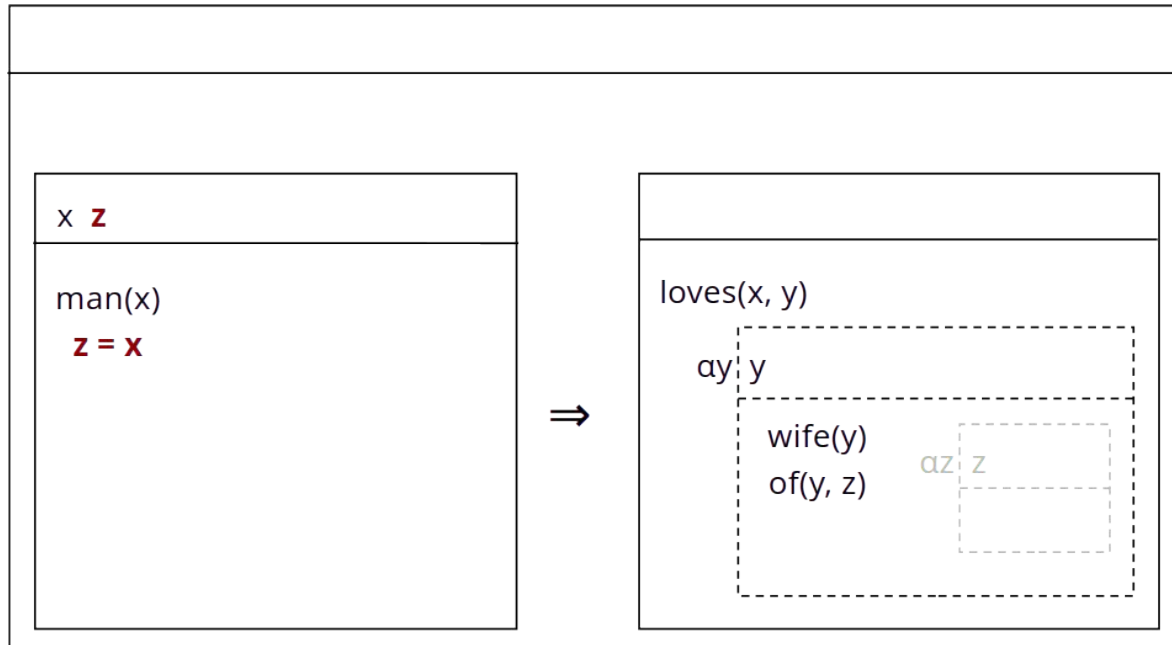 x z
man(x)
z = x
⇒
loves(x, y)
αy y
wife(y)
of(y, z)
αz z